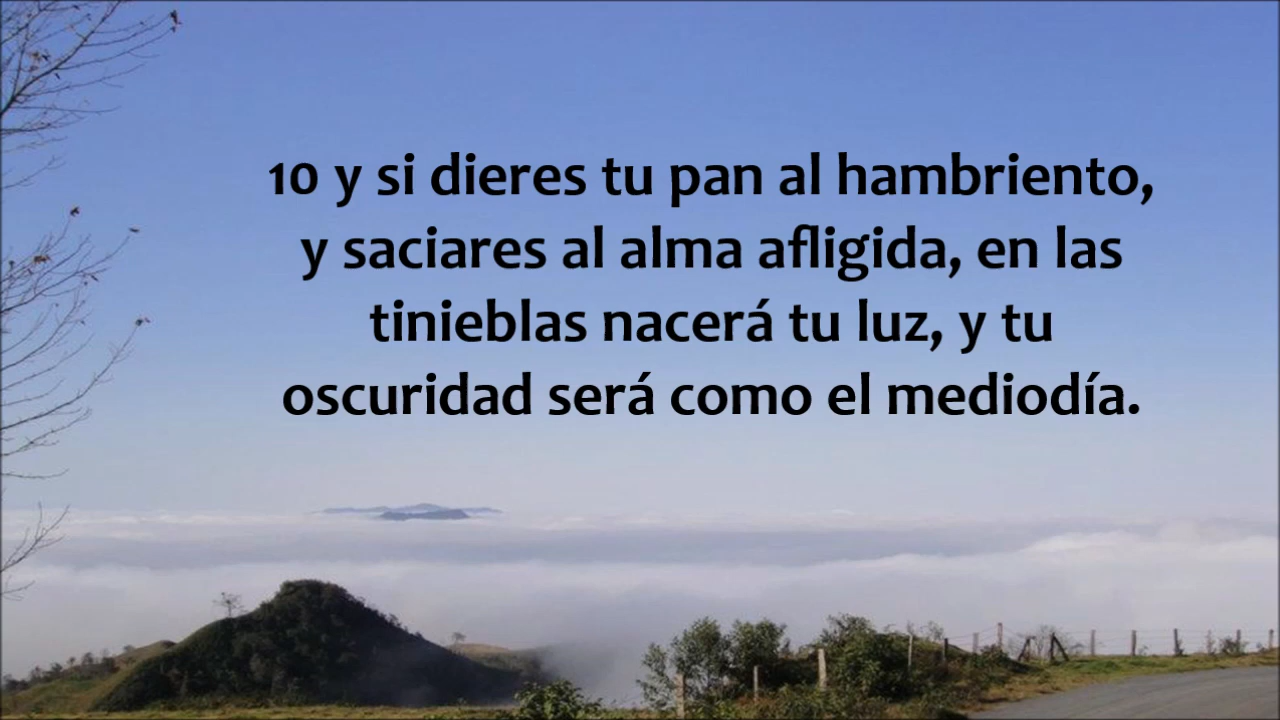 10 y si dieres tu pan al hambriento,
y saciares al alma afligida, en las
tinieblas nacerá tu luz, y tu
oscuridad será como el mediodía.